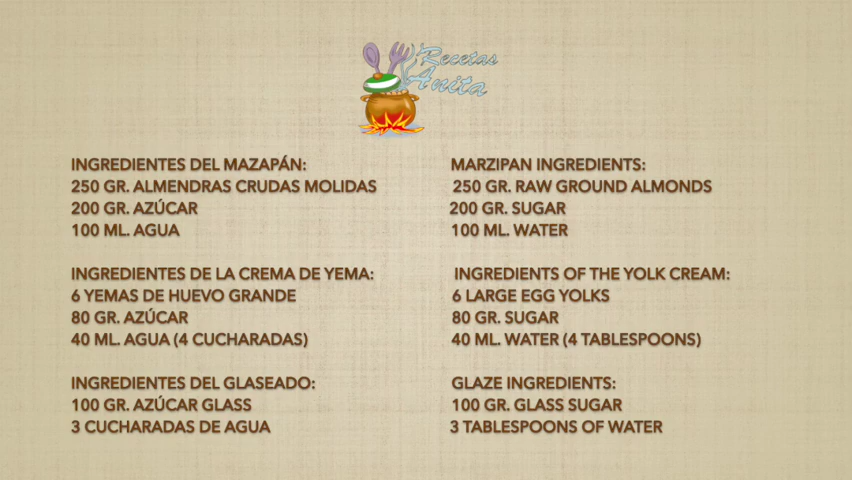 Recetas
Anita
INGREDIENTES DEL MAZAPÁN:
250 GR. ALMENDRAS CRUDAS MOLIDAS
200 GR. AZÚCAR
100 ML. AGUA
INGREDIENTES DE LA CREMA DE YEMA:
6 YEMAS DE HUEVO GRANDE
80 GR. AZÚCAR
40 ML. AGUA (4 CUCHARADAS)
INGREDIENTES DEL GLASEADO:
100 GR. AZÚCAR GLASS
3 CUCHARADAS DE AGUA
MARZIPAN INGREDIENTS:
250 GR. RAW GROUND ALMONDS
200 GR. SUGAR
100 ML. WATER
INGREDIENTS OF THE YOLK CREAM:
6 LARGE EGG YOLKS
80 GR. SUGAR
40 ML. WATER (4 TABLESPOONS)
GLAZE INGREDIENTS:
100 GR. GLASS SUGAR
3 TABLESPOONS OF WATER